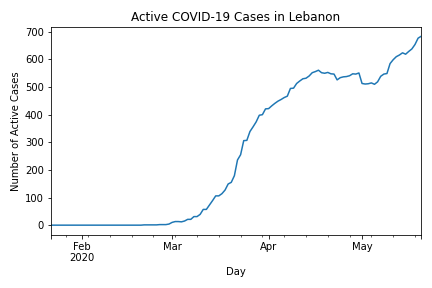 Active COVID-19 Cases in Lebanon
Number of Active Cases
700
600
500
400
300
200
100
0
Feb Mar Apr May
2020
Day